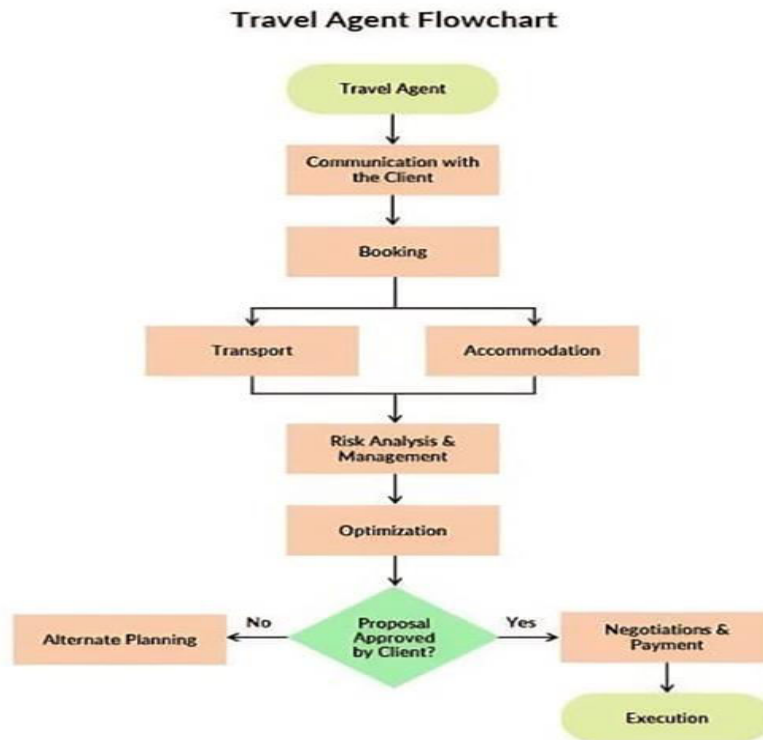 Travel Agent Flowchart
Travel Agent
Communication with
the Client
Booking
Transport
Accommodation
Risk Analysis &
Management
Optimization
No
Proposal
Approved
by Client?
Yes
Alternate Planning
Negotiations &
Payment
Execution